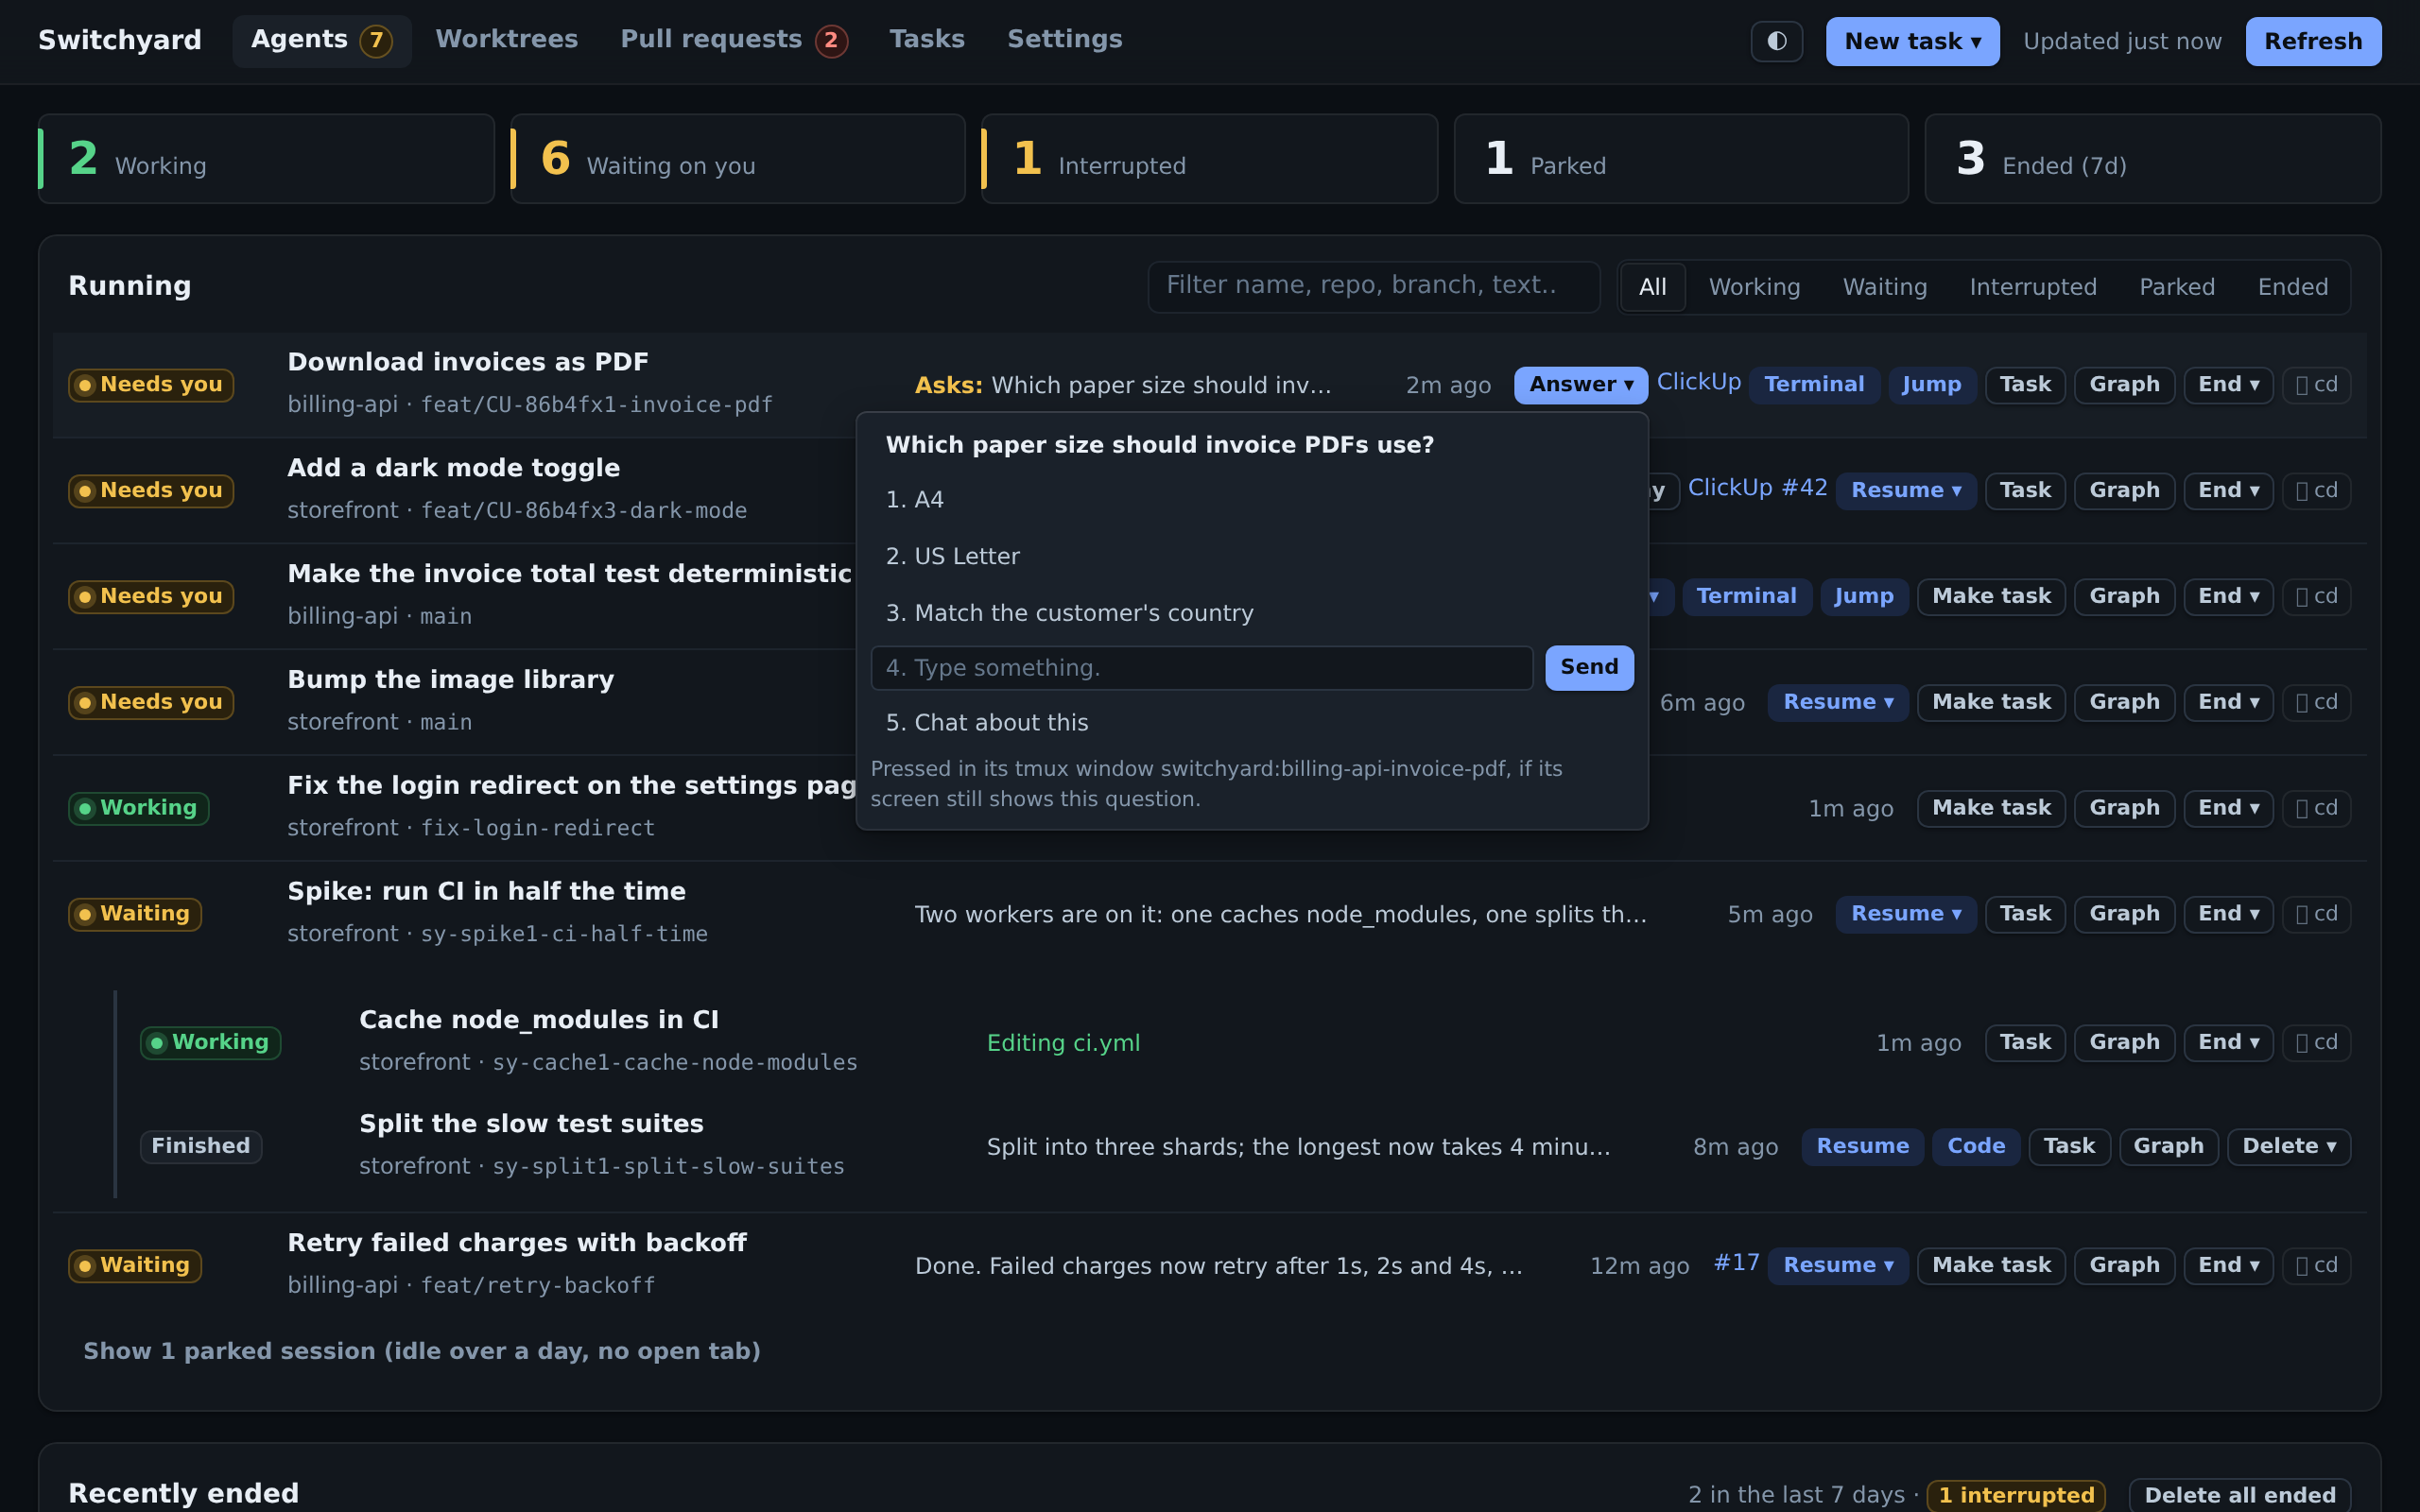 Switchyard Agents 7 Worktrees Pull requests 2 Tasks Settings New task ▾ Updated just now Refresh
2 Working 6 Waiting on you 1 Interrupted 1 Parked 3 Ended (7d)
Running Filter name, repo, branch, text.. All Working Waiting Interrupted Parked Ended
Needs you Download invoices as PDF Asks: Which paper size should inv… 2m ago Answer ▾ ClickUp Terminal Jump Task Graph End ▾ cd
billing-api · feat/CU-86b4fx1-invoice-pdf
Which paper size should invoice PDFs use?
1. A4
2. US Letter
3. Match the customer's country
4. Type something. Send
5. Chat about this
Pressed in its tmux window switchyard:billing-api-invoice-pdf, if its
screen still shows this question.
Needs you Add a dark mode toggle ClickUp #42 Resume ▾ Task Graph End ▾ cd
storefront · feat/CU-86b4fx3-dark-mode
Needs you Make the invoice total test deterministic ▾ Terminal Jump Make task Graph End ▾ cd
billing-api · main
Needs you Bump the image library 6m ago Resume ▾ Make task Graph End ▾ cd
storefront · main
Working Fix the login redirect on the settings pag 1m ago Make task Graph End ▾ cd
storefront · fix-login-redirect
Waiting Spike: run CI in half the time Two workers are on it: one caches node_modules, one splits th… 5m ago Resume ▾ Task Graph End ▾ cd
storefront · sy-spike1-ci-half-time
Working Cache node_modules in CI Editing ci.yml 1m ago Task Graph End ▾ cd
storefront · sy-cache1-cache-node-modules
Finished Split the slow test suites Split into three shards; the longest now takes 4 minu… 8m ago Resume Code Task Graph Delete ▾
storefront · sy-split1-split-slow-suites
Waiting Retry failed charges with backoff Done. Failed charges now retry after 1s, 2s and 4s, … 12m ago #17 Resume ▾ Make task Graph End ▾ cd
billing-api · feat/retry-backoff
Show 1 parked session (idle over a day, no open tab)
Recently ended 2 in the last 7 days · 1 interrupted Delete all ended